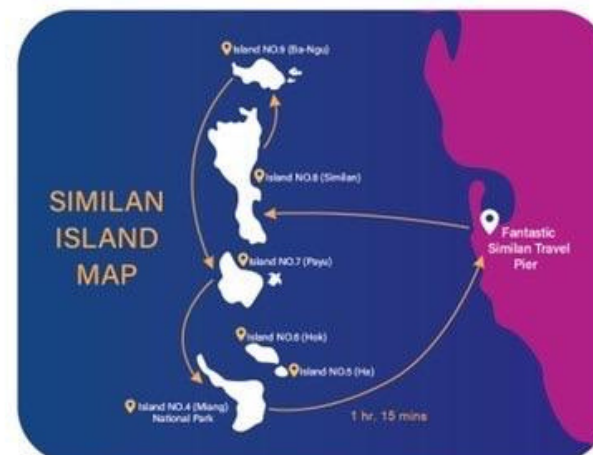 Island NO.9 (Ba-Ngu)
Island NO.8 (Similan)
SIMILAN
ISLAND
MAP
Fantastic
Similan Travel
Pier
Island NO.7 (Payu)
Island NO.6 (Hok)
Island NO.5 (Ha)
Island NO.4 (Miang)
National Park
1 hr. 15 mins